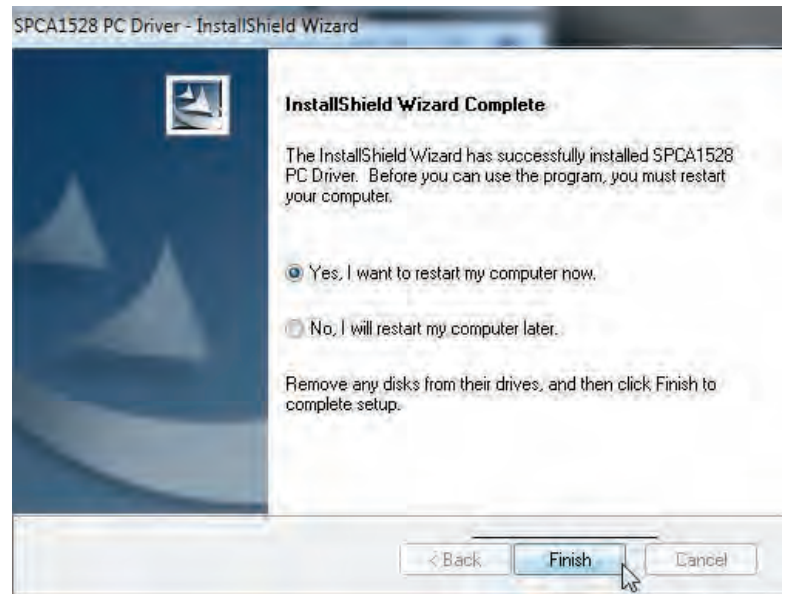 SPCA1528 PC Driver - InstallShield Wizard
InstallShield Wizard Complete
The InstallShield Wizard has successfully installed SPCA1528
PC Driver. Before you can use the program, you must restart
your computer.
Yes, I want to restart my computer now.
No, I will restart my computer later.
Remove any disks from their drives, and then click Finish to
complete setup.
< Back Finish Cancel